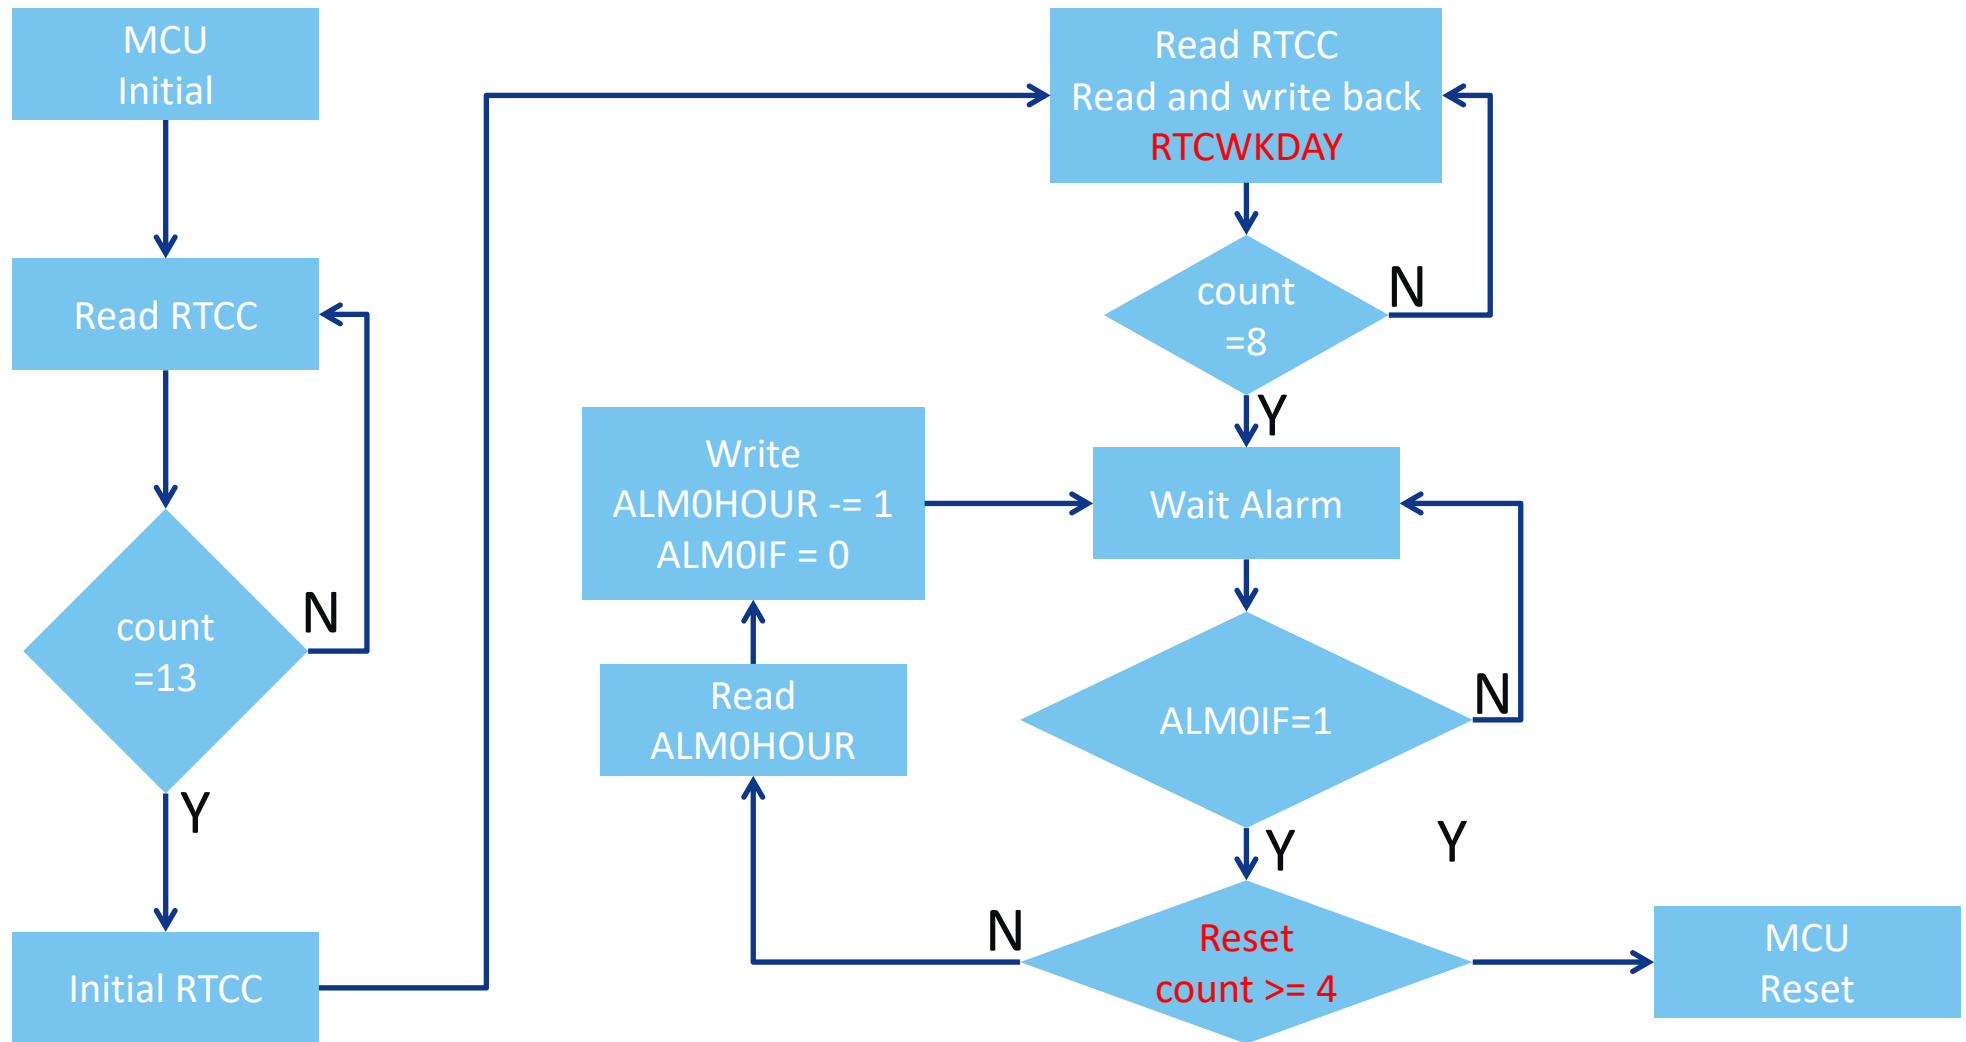 MCU
Initial
Read RTCC
count
=13
N
Y
Initial RTCC
Read RTCC
Read and write back
RTCWKDAY
count
=8
N
Y
Write
ALM0HOUR -= 1
ALM0IF = 0
Wait Alarm
Read
ALM0HOUR
ALM0IF=1
N
Y
Y
N
Reset
count >= 4
MCU
Reset